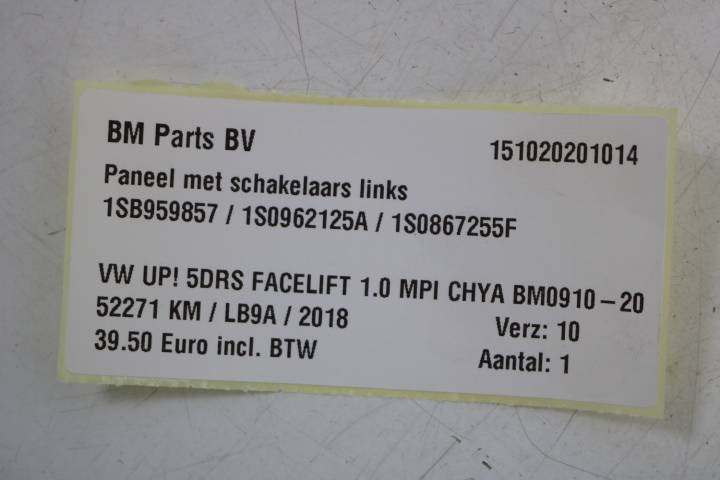 BM Parts BV 151020201014
Paneel met schakelaars links
1SB959857 / 1S0962125A / 1S0867255F
VW UP! 5DRS FACELIFT 1.0 MPI CHYA BM0910-20
52271 KM / LB9A / 2018 Verz: 10
39.50 Euro incl. BTW Aantal: 1